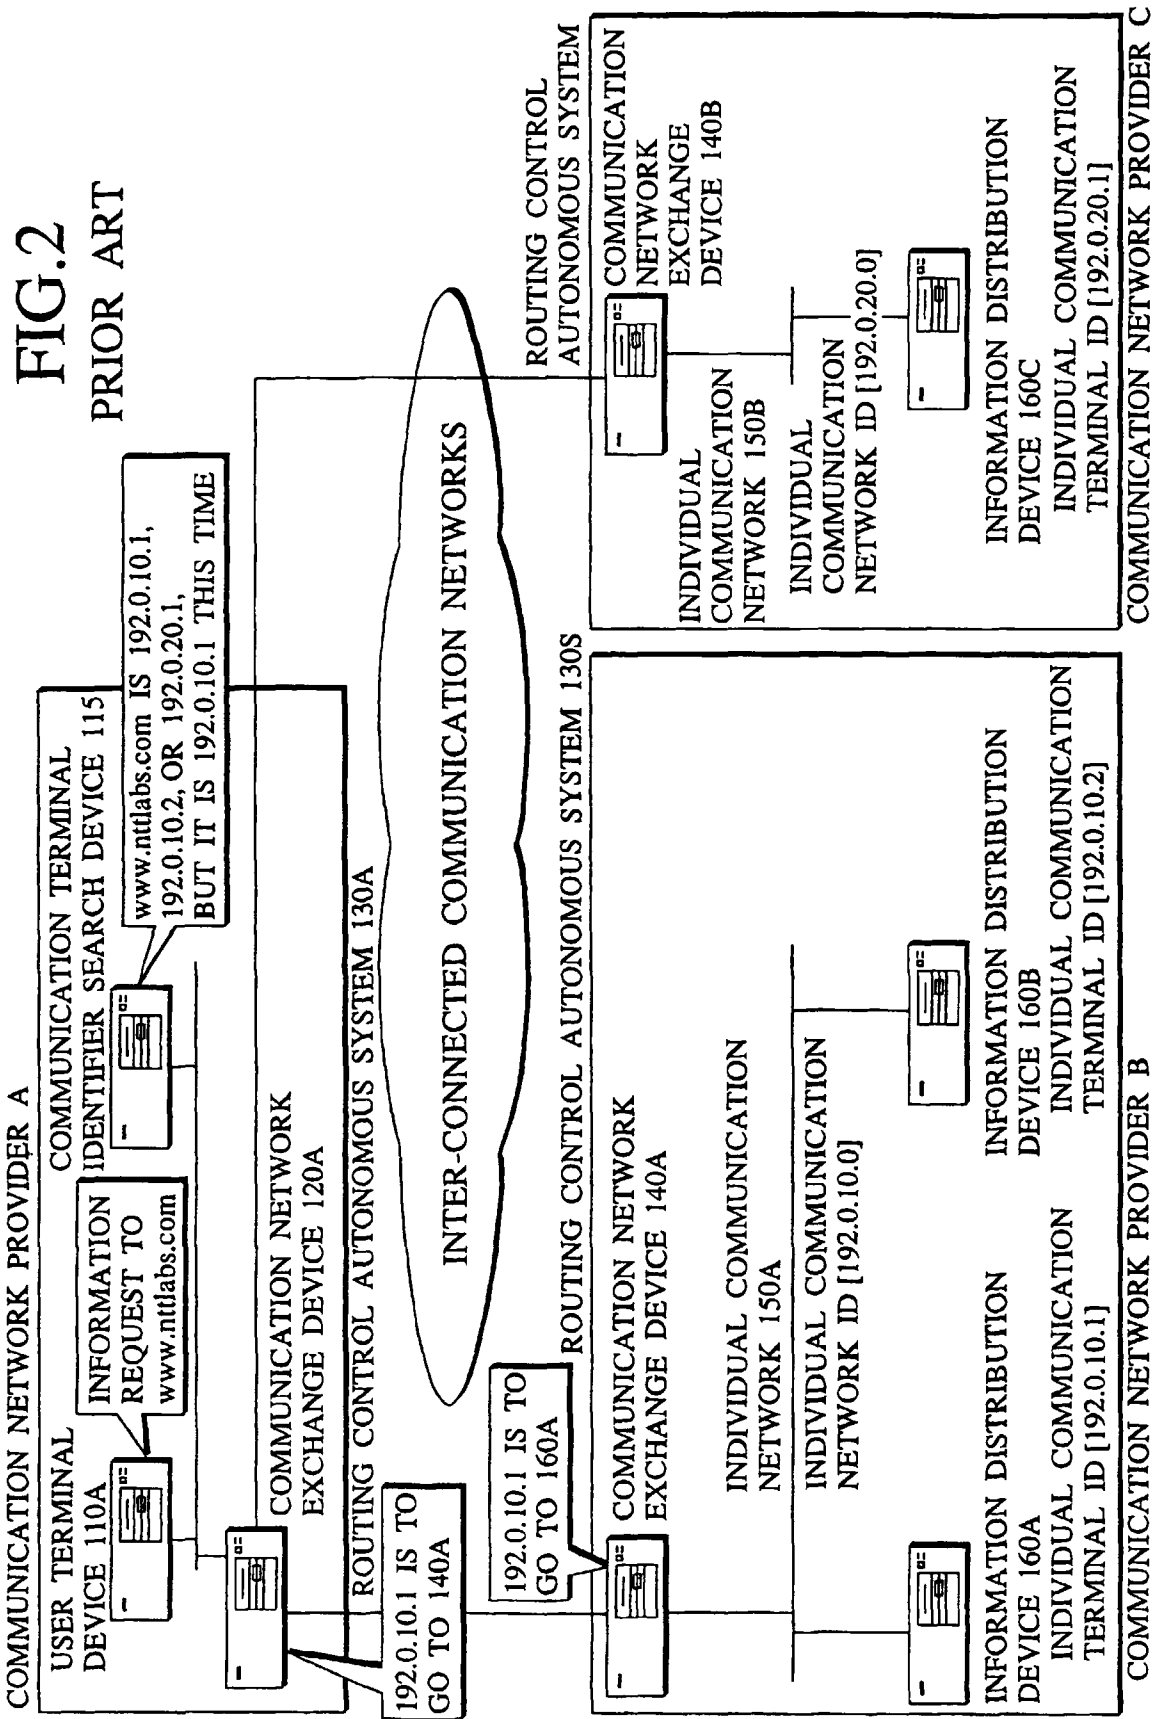 FIG.2
PRIOR ART
COMMUNICATION NETWORK PROVIDER A
USER TERMINAL
DEVICE 110A
INFORMATION
REQUEST TO
www.nttlabs.com
COMMUNICATION TERMINAL
IDENTIFIER SEARCH DEVICE 115
www.nttlabs.com IS 192.0.10.1,
192.0.10.2, OR 192.0.20.1,
BUT IT IS 192.0.10.1 THIS TIME
COMMUNICATION NETWORK
EXCHANGE DEVICE 120A
ROUTING CONTROL AUTONOMOUS SYSTEM 130A
192.0.10.1 IS TO
GO TO 140A
INTER-CONNECTED COMMUNICATION NETWORKS
192.0.10.1 IS TO
GO TO 160A
ROUTING CONTROL AUTONOMOUS SYSTEM 130S
COMMUNICATION NETWORK
EXCHANGE DEVICE 140A
INDIVIDUAL COMMUNICATION
NETWORK 150A
INDIVIDUAL COMMUNICATION
NETWORK ID [192.0.10.0]
INFORMATION DISTRIBUTION
DEVICE 160A
INDIVIDUAL COMMUNICATION
TERMINAL ID [192.0.10.1]
INFORMATION DISTRIBUTION
DEVICE 160B
INDIVIDUAL COMMUNICATION
TERMINAL ID [192.0.10.2]
COMMUNICATION NETWORK PROVIDER B
ROUTING CONTROL
AUTONOMOUS SYSTEM
COMMUNICATION
NETWORK
EXCHANGE
DEVICE 140B
INDIVIDUAL
COMMUNICATION
NETWORK 150B
INDIVIDUAL
COMMUNICATION
NETWORK ID [192.0.20.0]
INFORMATION DISTRIBUTION
DEVICE 160C
INDIVIDUAL COMMUNICATION
TERMINAL ID [192.0.20.1]
COMMUNICATION NETWORK PROVIDER C